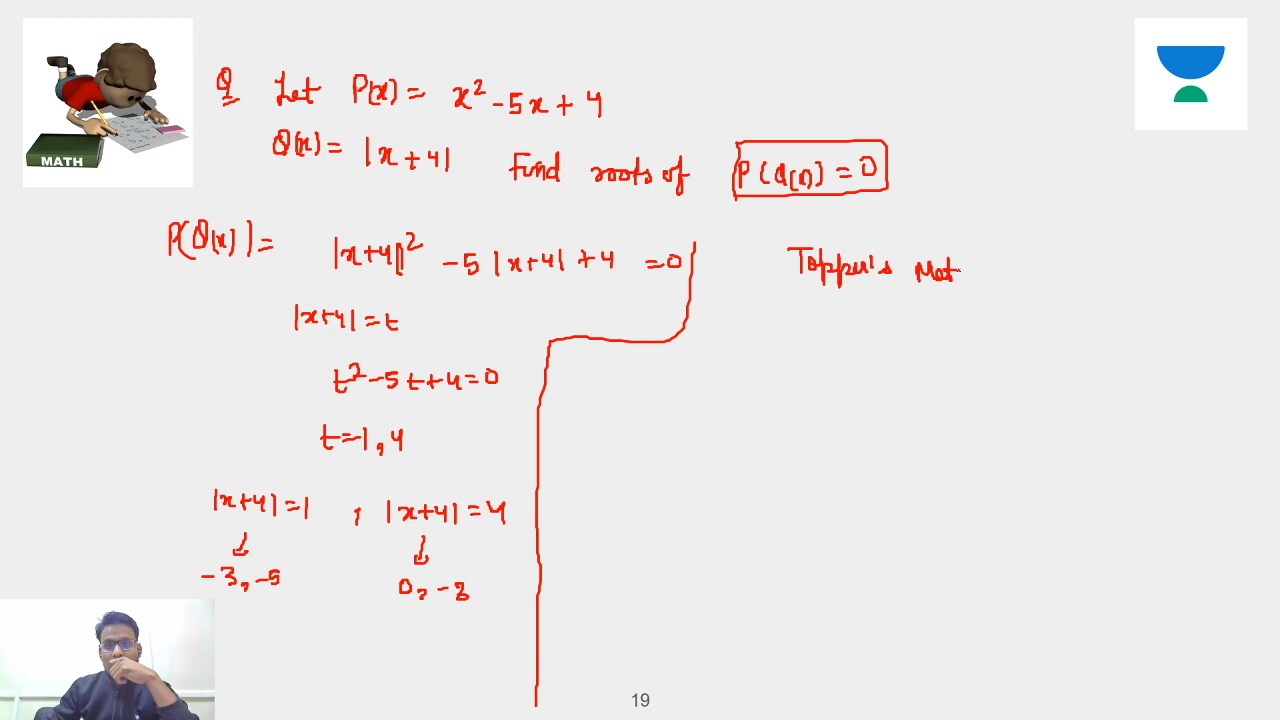 MATH
Q Let P(x) = x² - 5x + 4
Q(x) = |x + 4| Find roots of P(Q(x)) = 0
P(Q(x)) = |x+4|² - 5|x+4| + 4 = 0
Topper's Met
|x+4| = t
t² - 5t + 4 = 0
t = 1, 4
|x+4| = 1 , |x+4| = 4
-3, -5
0, -8
19